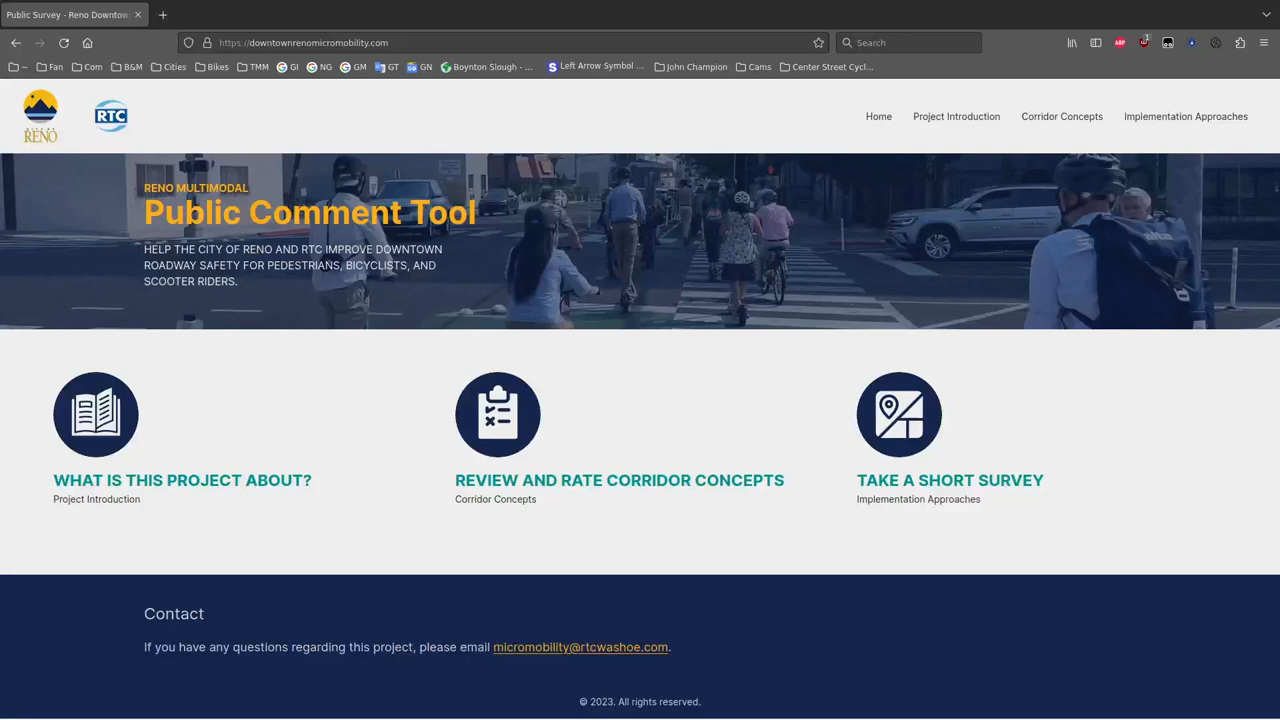 Public Survey - Reno Downtown
https://downtownrenomicromobility.com
Search
~ Fan Com B&M Cities Bikes TMM GI NG GM GT GN Boynton Slough - ... Left Arrow Symbol ... John Champion Cams Center Street Cycl...
RENO
RTC
Home Project Introduction Corridor Concepts Implementation Approaches
RENO MULTIMODAL
Public Comment Tool
HELP THE CITY OF RENO AND RTC IMPROVE DOWNTOWN
ROADWAY SAFETY FOR PEDESTRIANS, BICYCLISTS, AND
SCOOTER RIDERS.
WHAT IS THIS PROJECT ABOUT?
Project Introduction
REVIEW AND RATE CORRIDOR CONCEPTS
Corridor Concepts
TAKE A SHORT SURVEY
Implementation Approaches
Contact
If you have any questions regarding this project, please email micromobility@rtcwashoe.com.
© 2023. All rights reserved.